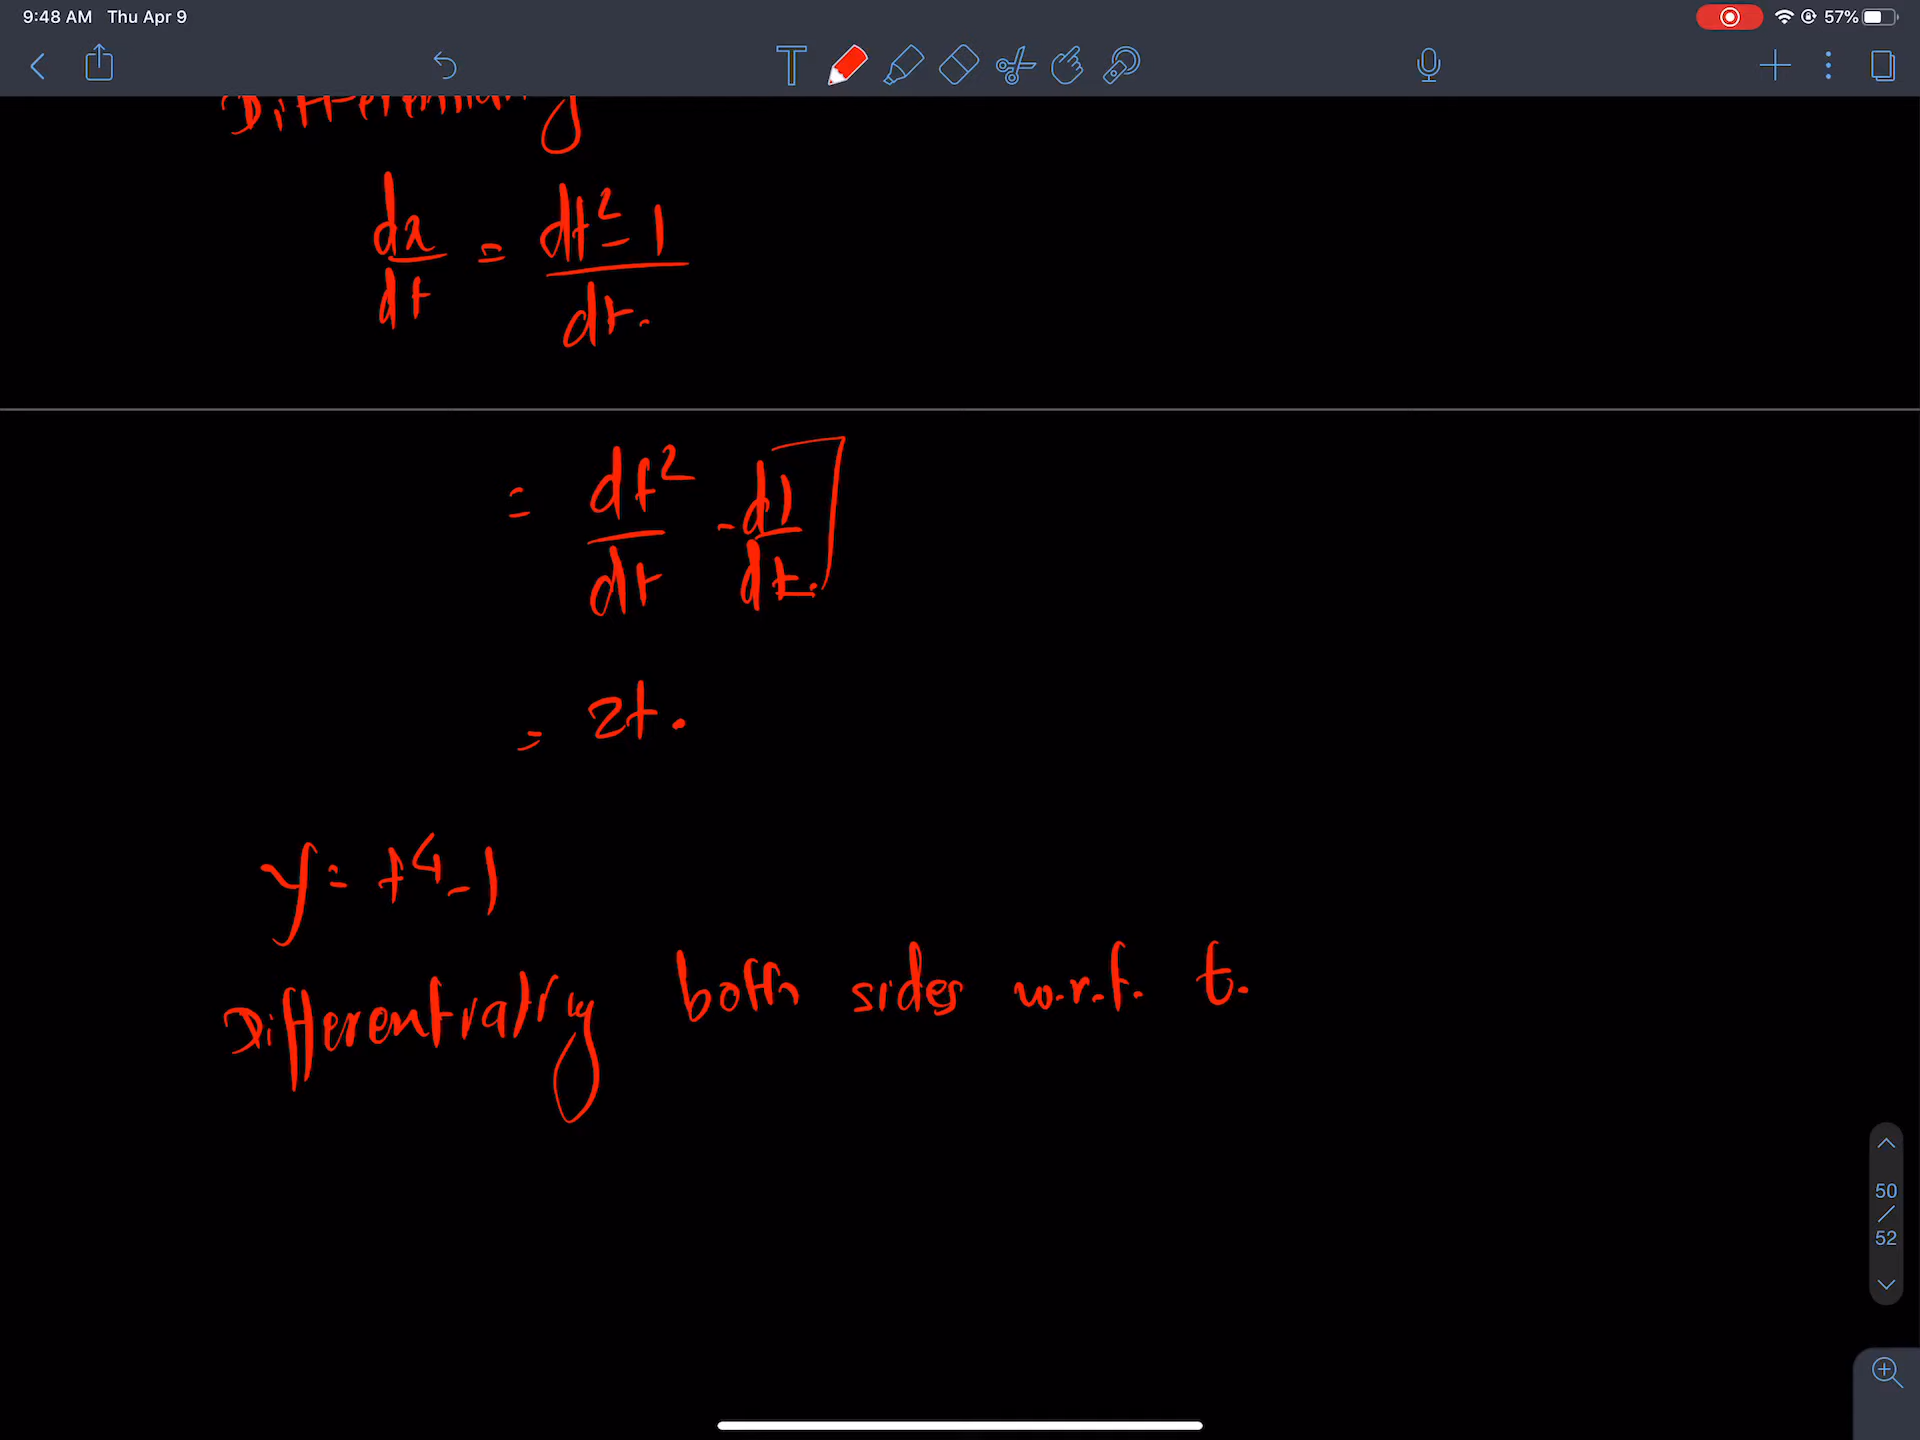 9:48 AM Thu Apr 9
57%
T
dx/dt = dt²-1/dt.
= dt²/dt - d1/dt.
= 2t.
y = t⁴-1
Differentiating both sides w.r.t. t.
50
/
52